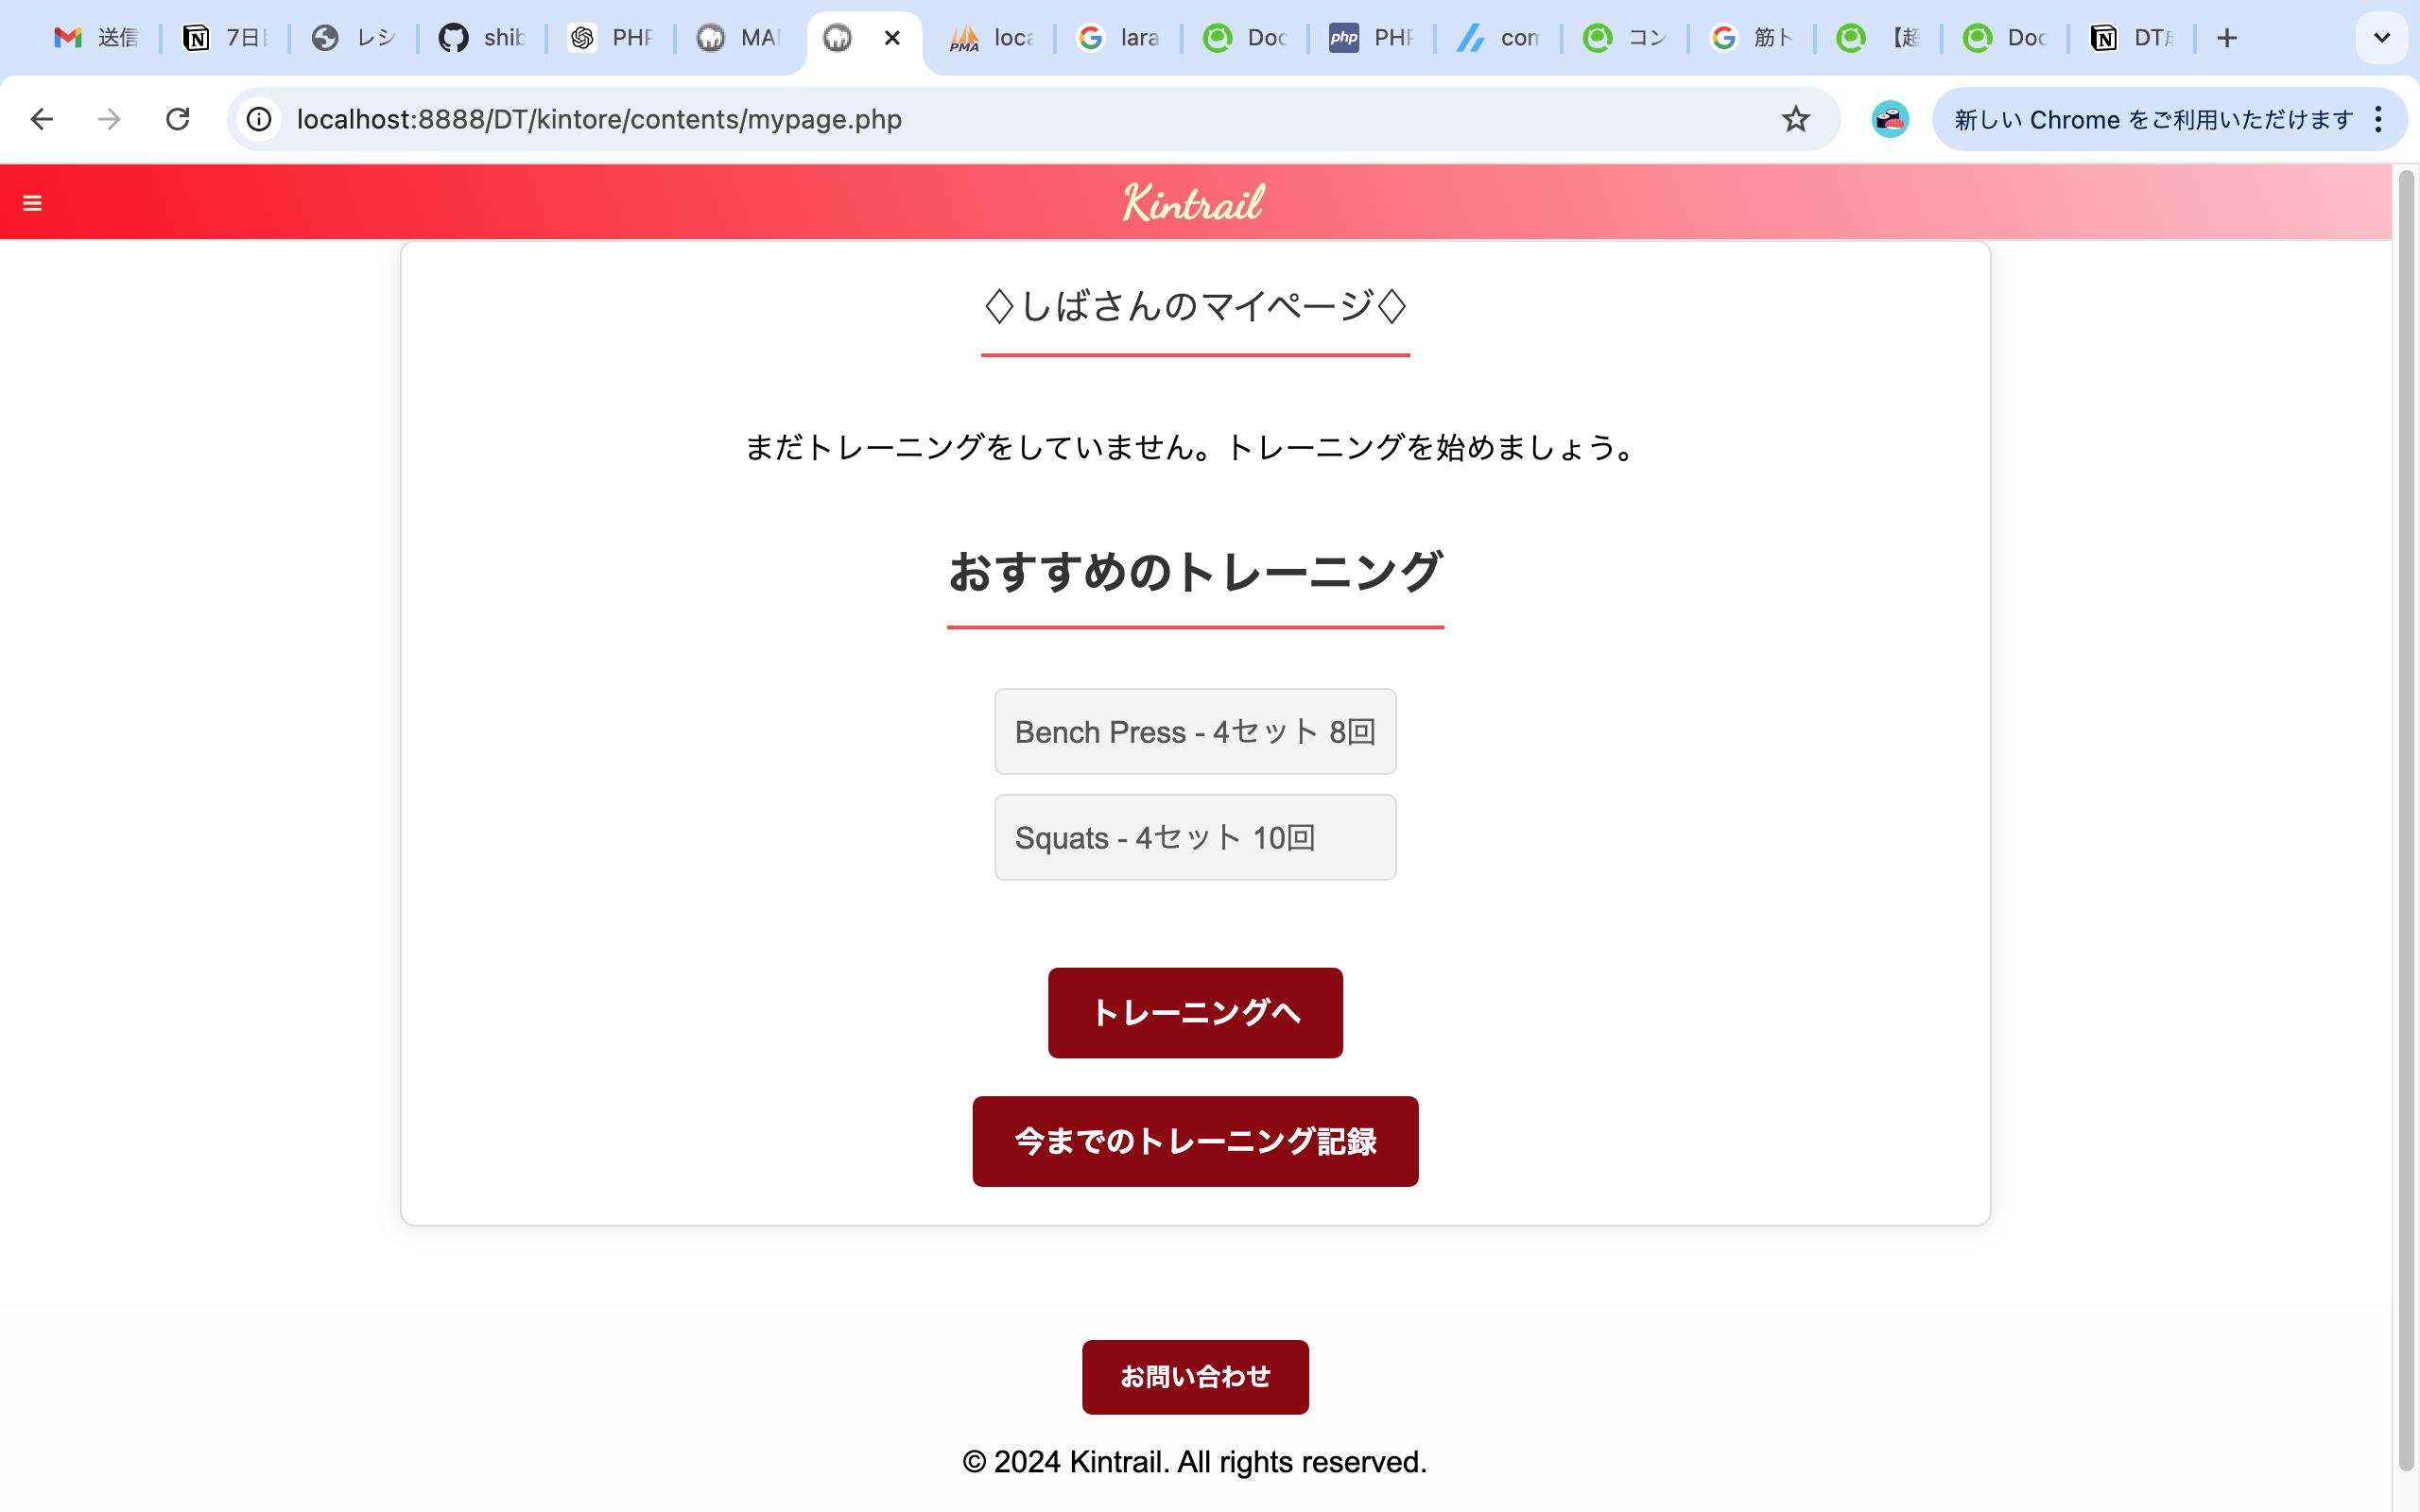 送信
7日
レシ
shib
PHP
MA
loca
lara
Doc
php
PHP
con
コン
筋ト
【超
Doc
localhost:8888/DT/kintore/contents/mypage.php
新しい Chrome をご利用いただけます
Kintrail
♢しばさんのマイページ♢
まだトレーニングをしていません。トレーニングを始めましょう。
おすすめのトレーニング
Bench Press - 4セット 8回
Squats - 4セット 10回
トレーニングへ
今までのトレーニング記録
お問い合わせ
© 2024 Kintrail. All rights reserved.